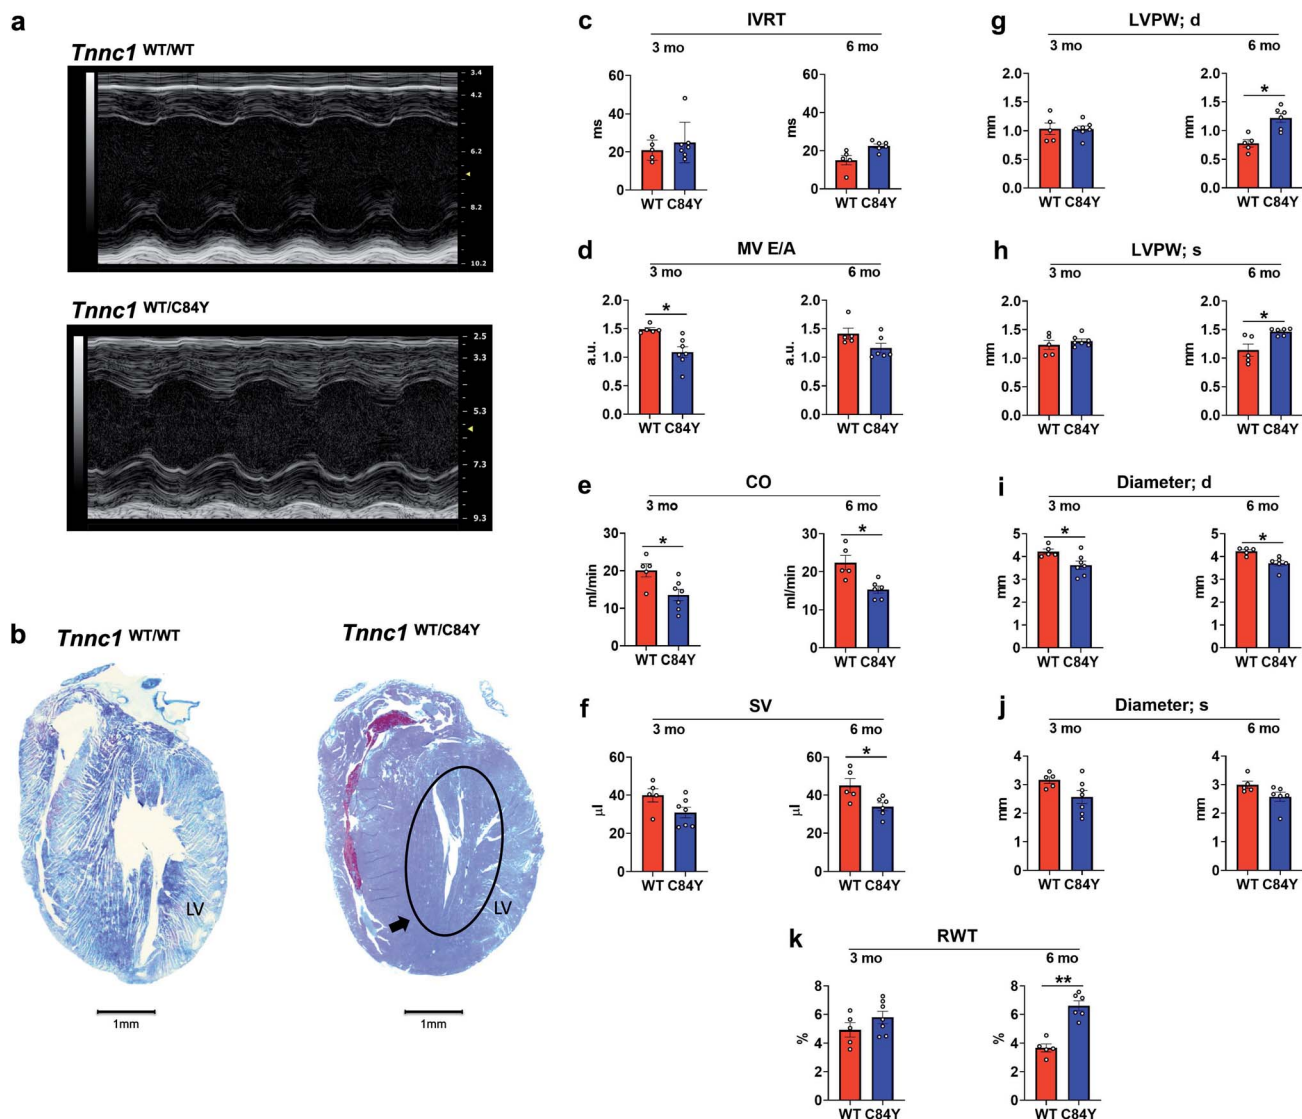 a
Tnnc1 WT/WT
3.4
4.2
6.2
8.2
10.2
Tnnc1 WT/C84Y
2.5
3.3
5.3
7.3
9.3
b
Tnnc1 WT/WT
Tnnc1 WT/C84Y
LV
LV
1mm
1mm
c
IVRT
3 mo
6 mo
60
40
20
0
ms
WT C84Y
60
40
20
0
ms
WT C84Y
d
MV E/A
3 mo
6 mo
2.0
1.5
1.0
0.5
0.0
a.u.
*
WT C84Y
2.0
1.5
1.0
0.5
0.0
a.u.
WT C84Y
e
CO
3 mo
6 mo
30
20
10
0
ml/min
*
WT C84Y
30
20
10
0
ml/min
*
WT C84Y
f
SV
3 mo
6 mo
60
40
20
0
µl
WT C84Y
60
40
20
0
µl
*
WT C84Y
g
LVPW; d
3 mo
6 mo
2.0
1.5
1.0
0.5
0.0
mm
WT C84Y
2.0
1.5
1.0
0.5
0.0
mm
*
WT C84Y
h
LVPW; s
3 mo
6 mo
2.0
1.5
1.0
0.5
0.0
mm
WT C84Y
2.0
1.5
1.0
0.5
0.0
mm
*
WT C84Y
i
Diameter; d
3 mo
6 mo
5
4
3
2
1
0
mm
*
WT C84Y
5
4
3
2
1
0
mm
*
WT C84Y
j
Diameter; s
3 mo
6 mo
4
3
2
1
0
mm
WT C84Y
4
3
2
1
0
mm
WT C84Y
k
RWT
3 mo
6 mo
8
6
4
2
0
%
WT C84Y
8
6
4
2
0
%
**
WT C84Y